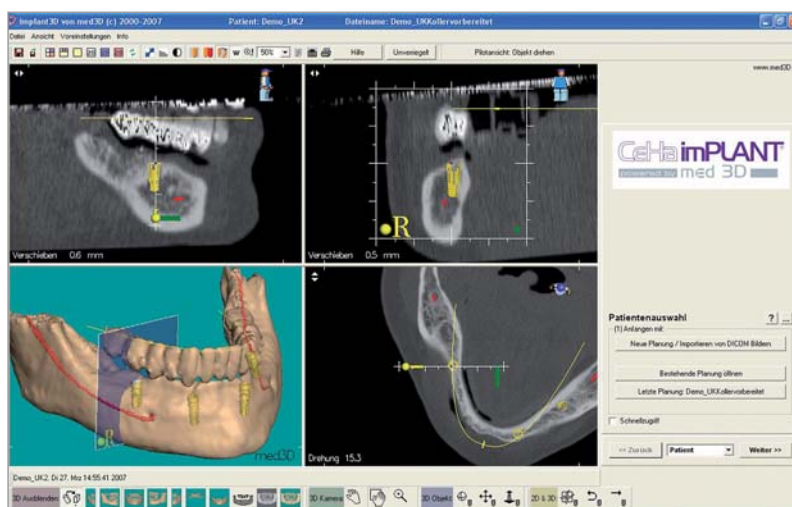 Implant3D von med3D (c) 2000-2007 Patient: Demo_UK2 Dateiname: Demo_UKKollervorbereitet
Datei Ansicht Voreinstellungen Info
W 50% Hilfe Unverriegelt Pilotansicht: Objekt drehen
www.med3D
CeHa imPLANT
powered by med 3D
R
Verschieben 0.6 mm Verschieben 0.5 mm
Patientenauswahl ? ...
(1) Anfangen mit:
Neue Planung / Importieren von DICOM Bildern
Bestehende Planung öffnen
Letzte Planung: Demo_UKKollervorbereitet
Schnellzugriff
R
med3D Drehung 15.3
<< Zurück Patient Weiter >>
Demo_UK2. Di 27. Mrz 14:55:41 2007
3D Ausblenden 3D Kamera 3D Objekt 2D & 3D